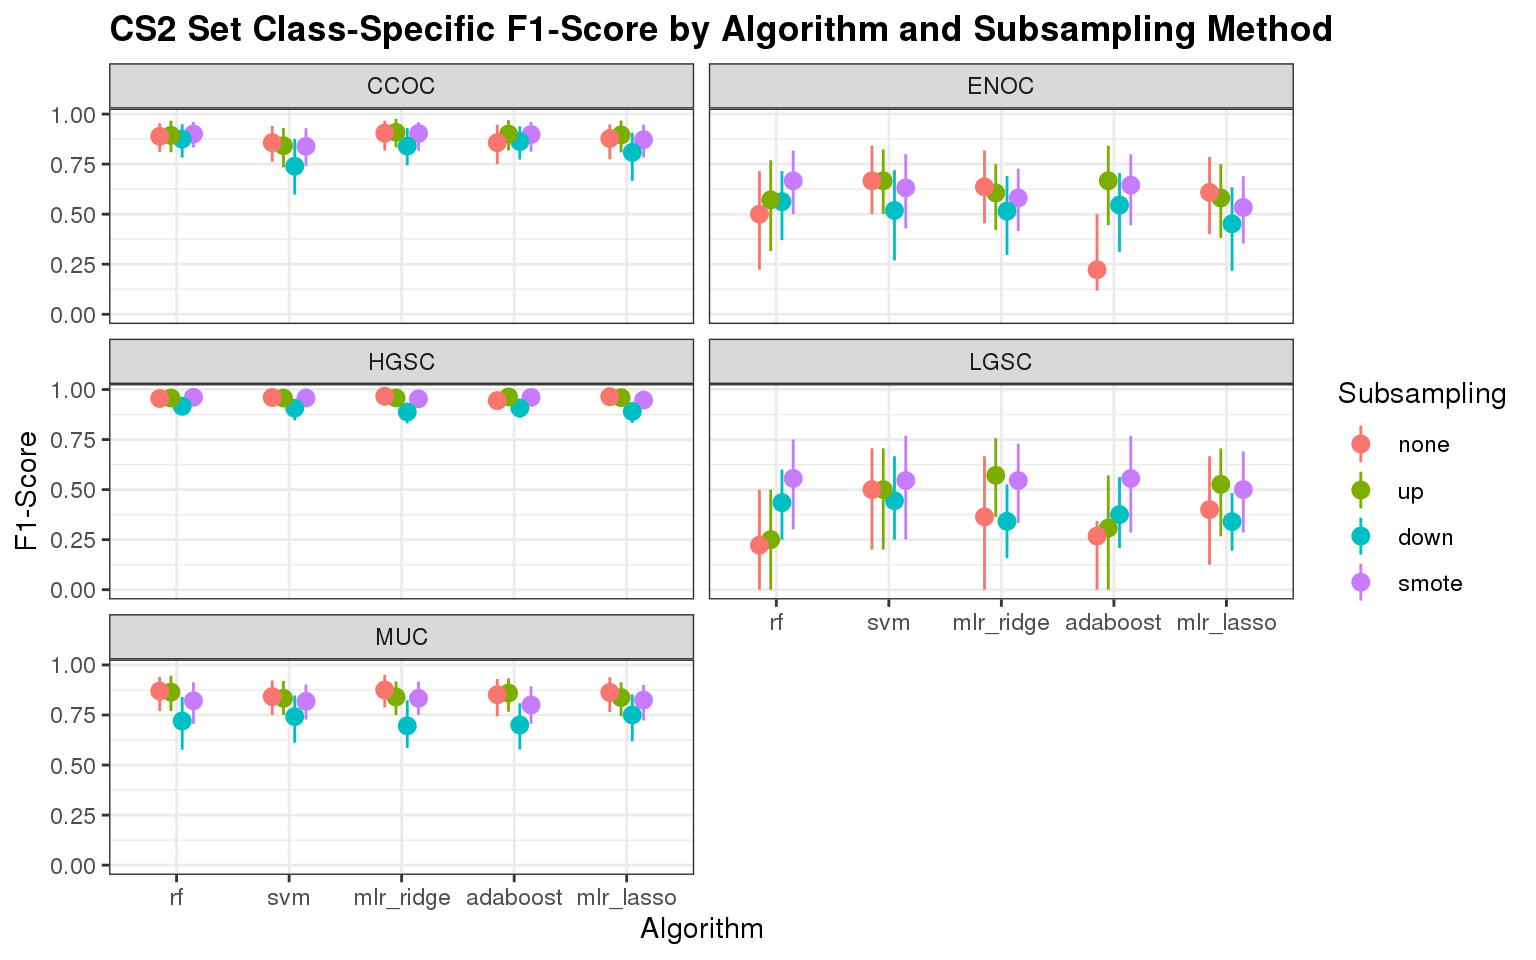 CS2 Set Class-Specific F1-Score by Algorithm and Subsampling Method
CCOC
ENOC
1.00
0.75
0.50
0.25
0.00
HGSC
LGSC
1.00
0.75
0.50
0.25
0.00
rf svm mlr_ridge adaboost mlr_lasso
MUC
1.00
0.75
0.50
0.25
0.00
rf svm mlr_ridge adaboost mlr_lasso
F1-Score
Algorithm
Subsampling
none
up
down
smote